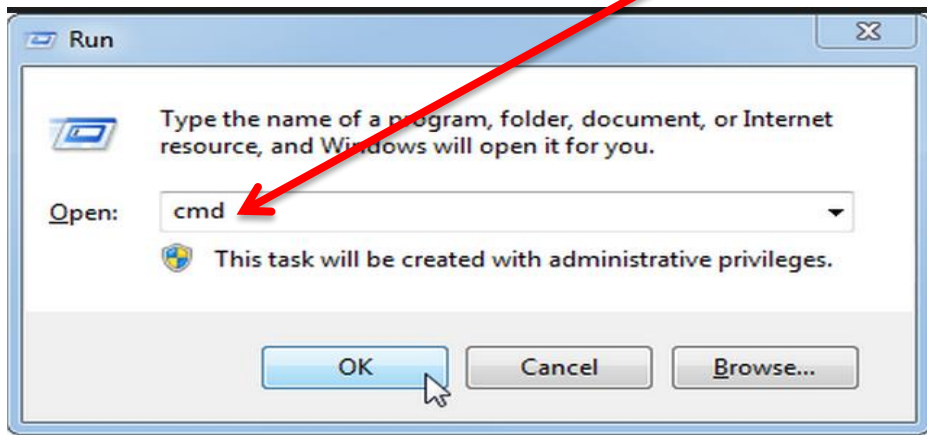 Run
Type the name of a program, folder, document, or Internet
resource, and Windows will open it for you.
Open: cmd
This task will be created with administrative privileges.
OK Cancel Browse...